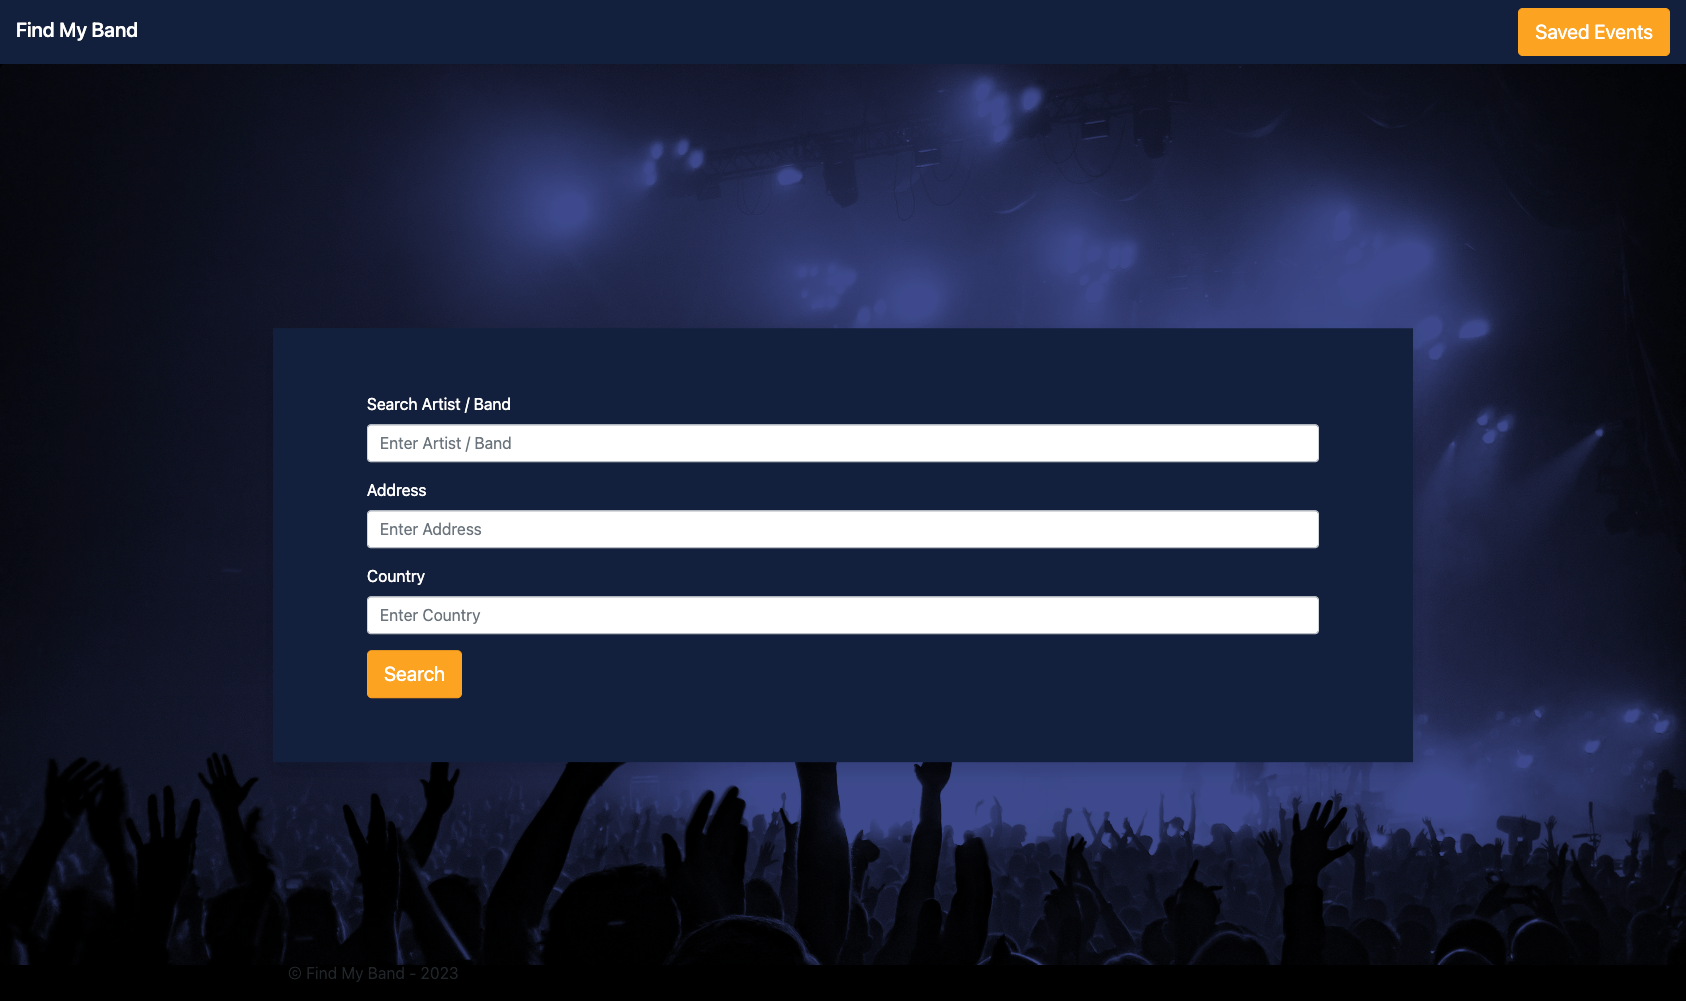 Find My Band
Saved Events
Search Artist / Band
Enter Artist / Band
Address
Enter Address
Country
Enter Country
Search
© Find My Band - 2023